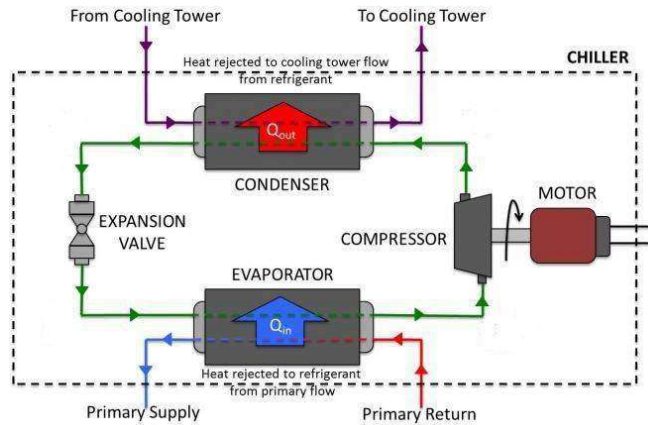 From Cooling Tower
To Cooling Tower
CHILLER
Heat rejected to cooling tower flow
from refrigerant
Qout
CONDENSER
MOTOR
EXPANSION
VALVE
COMPRESSOR
EVAPORATOR
Qin
Heat rejected to refrigerant
from primary flow
Primary Supply
Primary Return